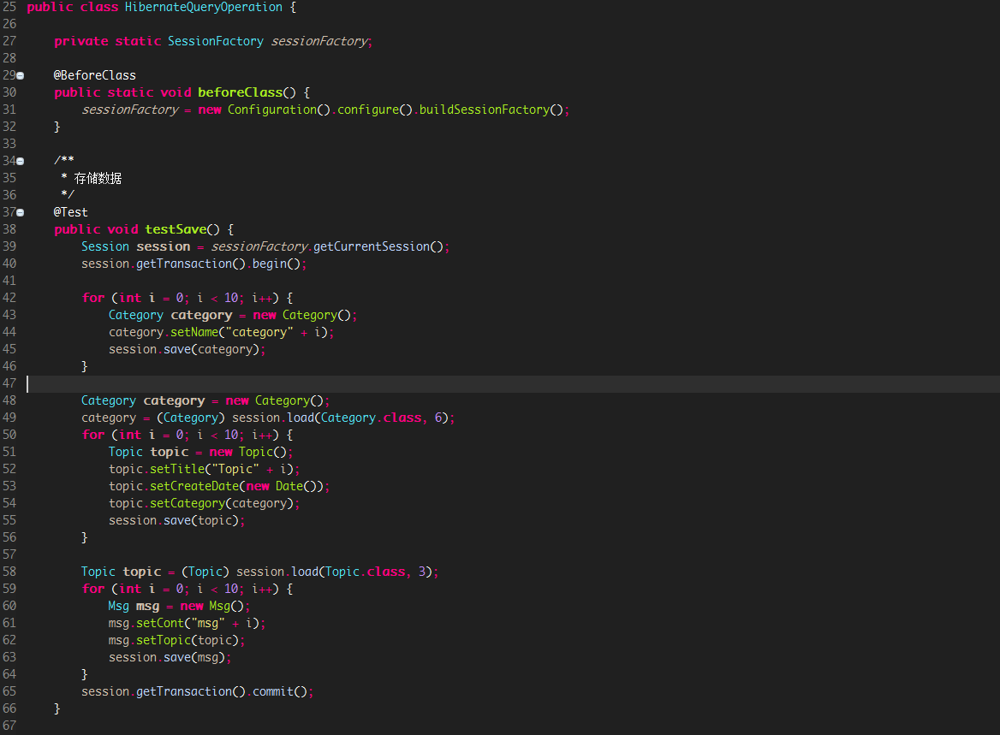 25 public class HibernateQueryOperation {
26
27     private static SessionFactory sessionFactory;
28
29     @BeforeClass
30     public static void beforeClass() {
31         sessionFactory = new Configuration().configure().buildSessionFactory();
32     }
33
34     /**
35      * 存储数据
36      */
37     @Test
38     public void testSave() {
39         Session session = sessionFactory.getCurrentSession();
40         session.getTransaction().begin();
41
42         for (int i = 0; i < 10; i++) {
43             Category category = new Category();
44             category.setName("category" + i);
45             session.save(category);
46         }
47
48         Category category = new Category();
49         category = (Category) session.load(Category.class, 6);
50         for (int i = 0; i < 10; i++) {
51             Topic topic = new Topic();
52             topic.setTitle("Topic" + i);
53             topic.setCreateDate(new Date());
54             topic.setCategory(category);
55             session.save(topic);
56         }
57
58         Topic topic = (Topic) session.load(Topic.class, 3);
59         for (int i = 0; i < 10; i++) {
60             Msg msg = new Msg();
61             msg.setCont("msg" + i);
62             msg.setTopic(topic);
63             session.save(msg);
64         }
65         session.getTransaction().commit();
66     }
67